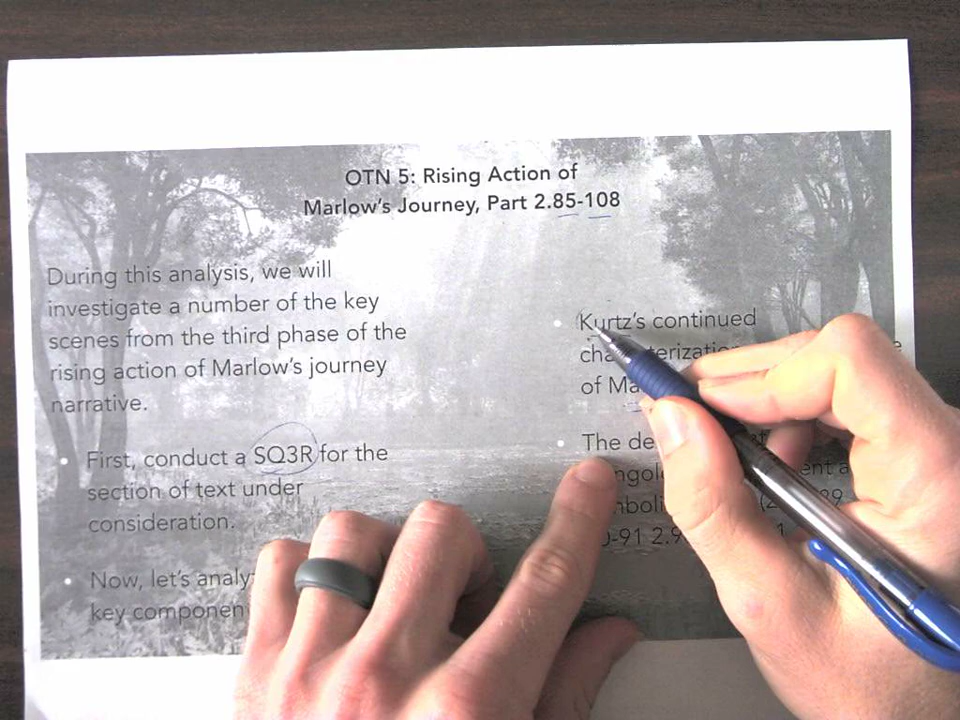 OTN 5: Rising Action of
Marlow's Journey, Part 2.85-108
During this analysis, we will
investigate a number of the key
scenes from the third phase of the
rising action of Marlow's journey
narrative.
• First, conduct a SQ3R for the
section of text under
consideration.
• Now, let's analy
key componen
• Kurtz's continued
of Ma
• The de